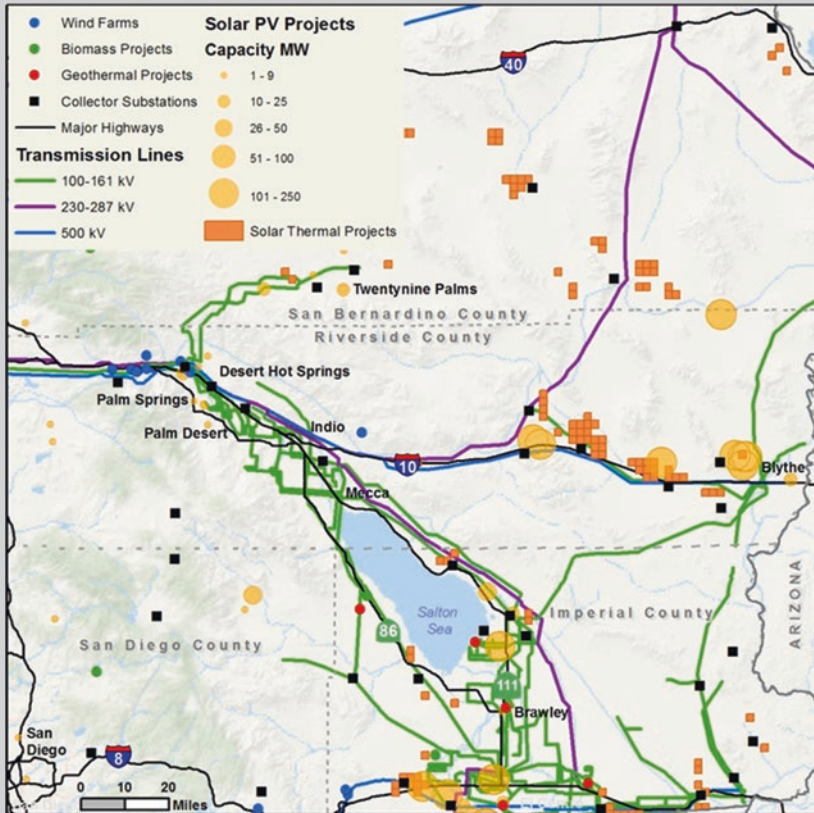 Wind Farms
Biomass Projects
Geothermal Projects
Collector Substations
Major Highways
Transmission Lines
100-161 kV
230-287 kV
500 kV
Solar PV Projects
Capacity MW
1 - 9
10 - 25
26 - 50
51 - 100
101 - 250
Solar Thermal Projects
40
Twentynine Palms
San Bernardino County
Riverside County
Desert Hot Springs
Palm Springs
Palm Desert
Indio
10
Blythe
Mecca
Salton
Sea
Imperial County
ARIZONA
San Diego County
86
111
Brawley
San
Diego
8
0 10 20
Miles